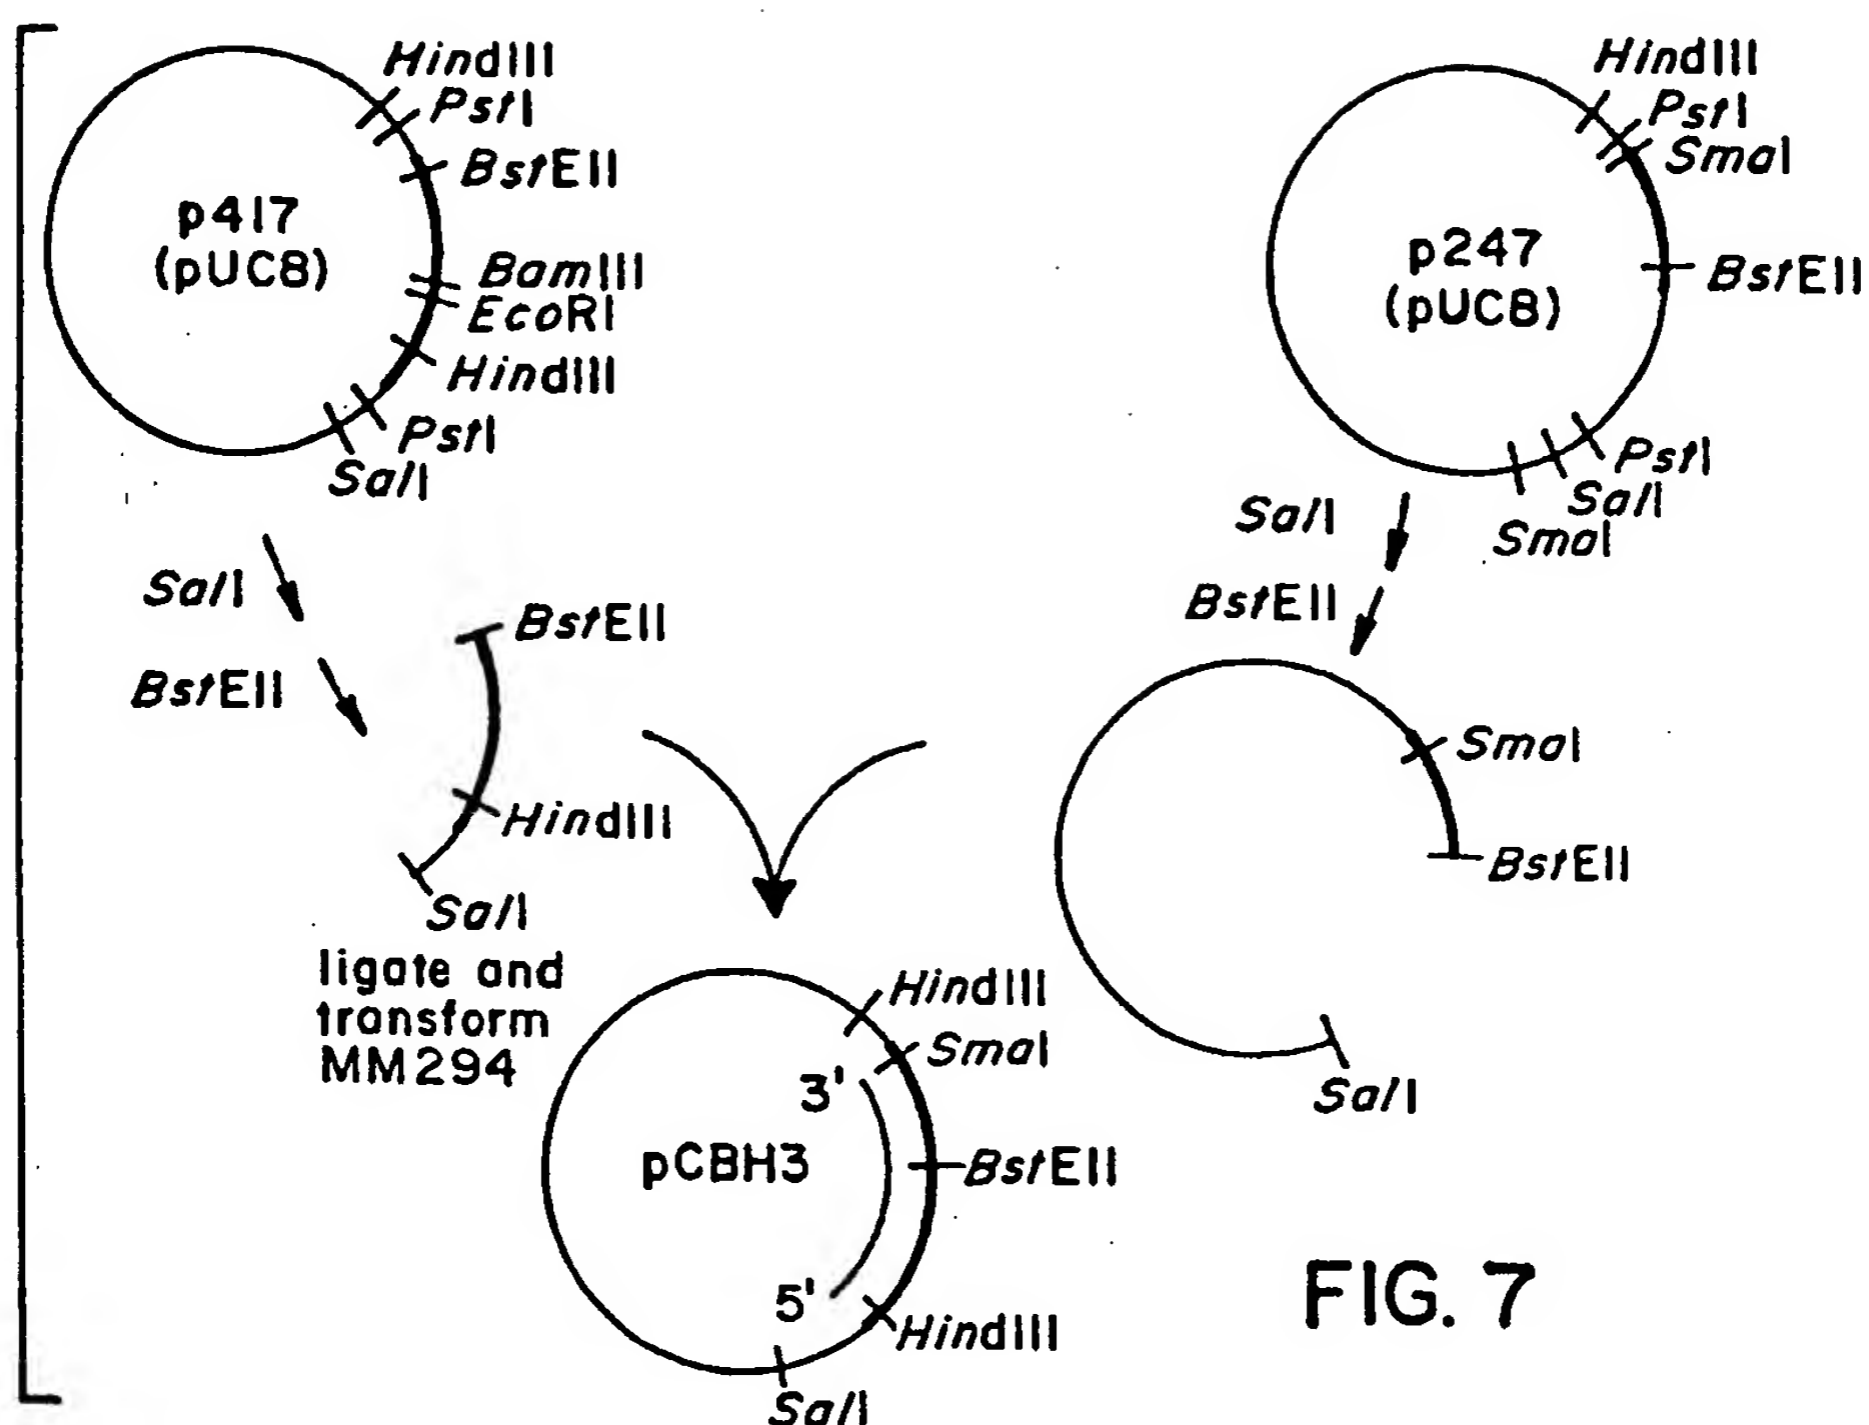 HindIII
PstI
BstEII
p417
(pUC8)
BamIII
EcoRI
HindIII
PstI
SalI
HindIII
PstI
SmaI
p247
(pUC8)
BstEII
PstI
SalI
SmaI
SalI
BstEII
SalI
BstEII
BstEII
HindIII
SalI
SmaI
BstEII
SalI
ligate and
transform
MM294
HindIII
SmaI
3'
pCBH3
BstEII
5'
HindIII
SalI
FIG. 7